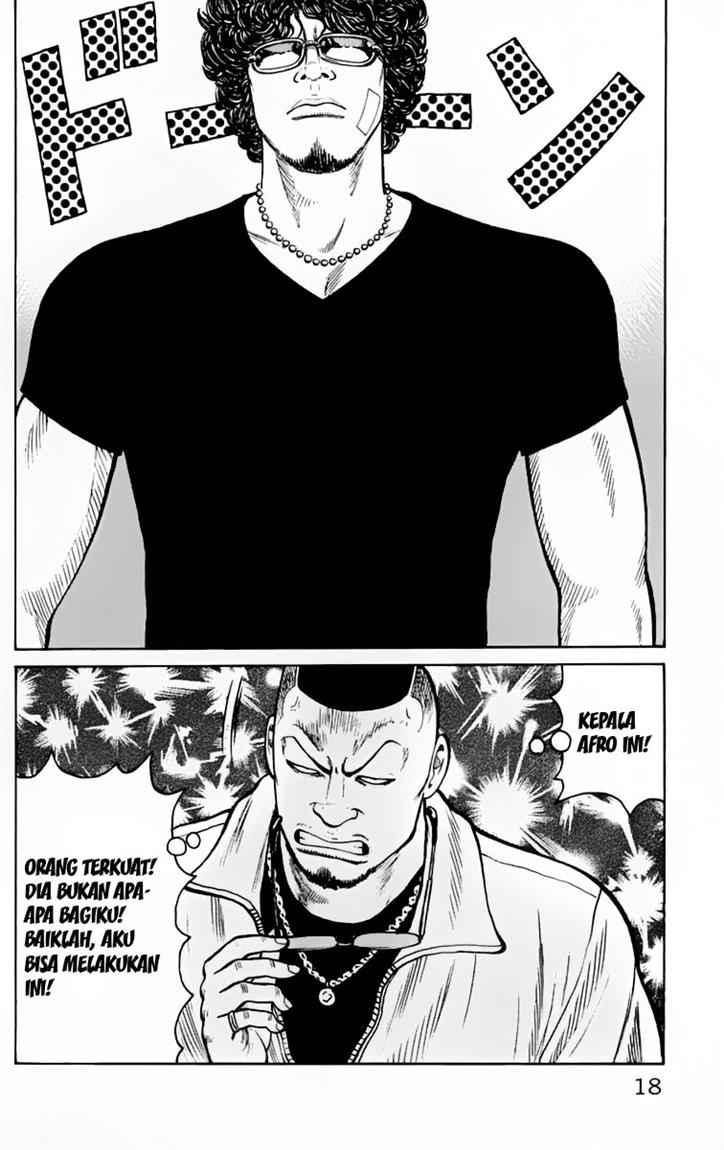 ドーーン
KEPALA
AFRO INI!
ORANG TERKUAT!
DIA BUKAN APA-
APA BAGIKU!
BAIKLAH, AKU
BISA MELAKUKAN
INI!
18